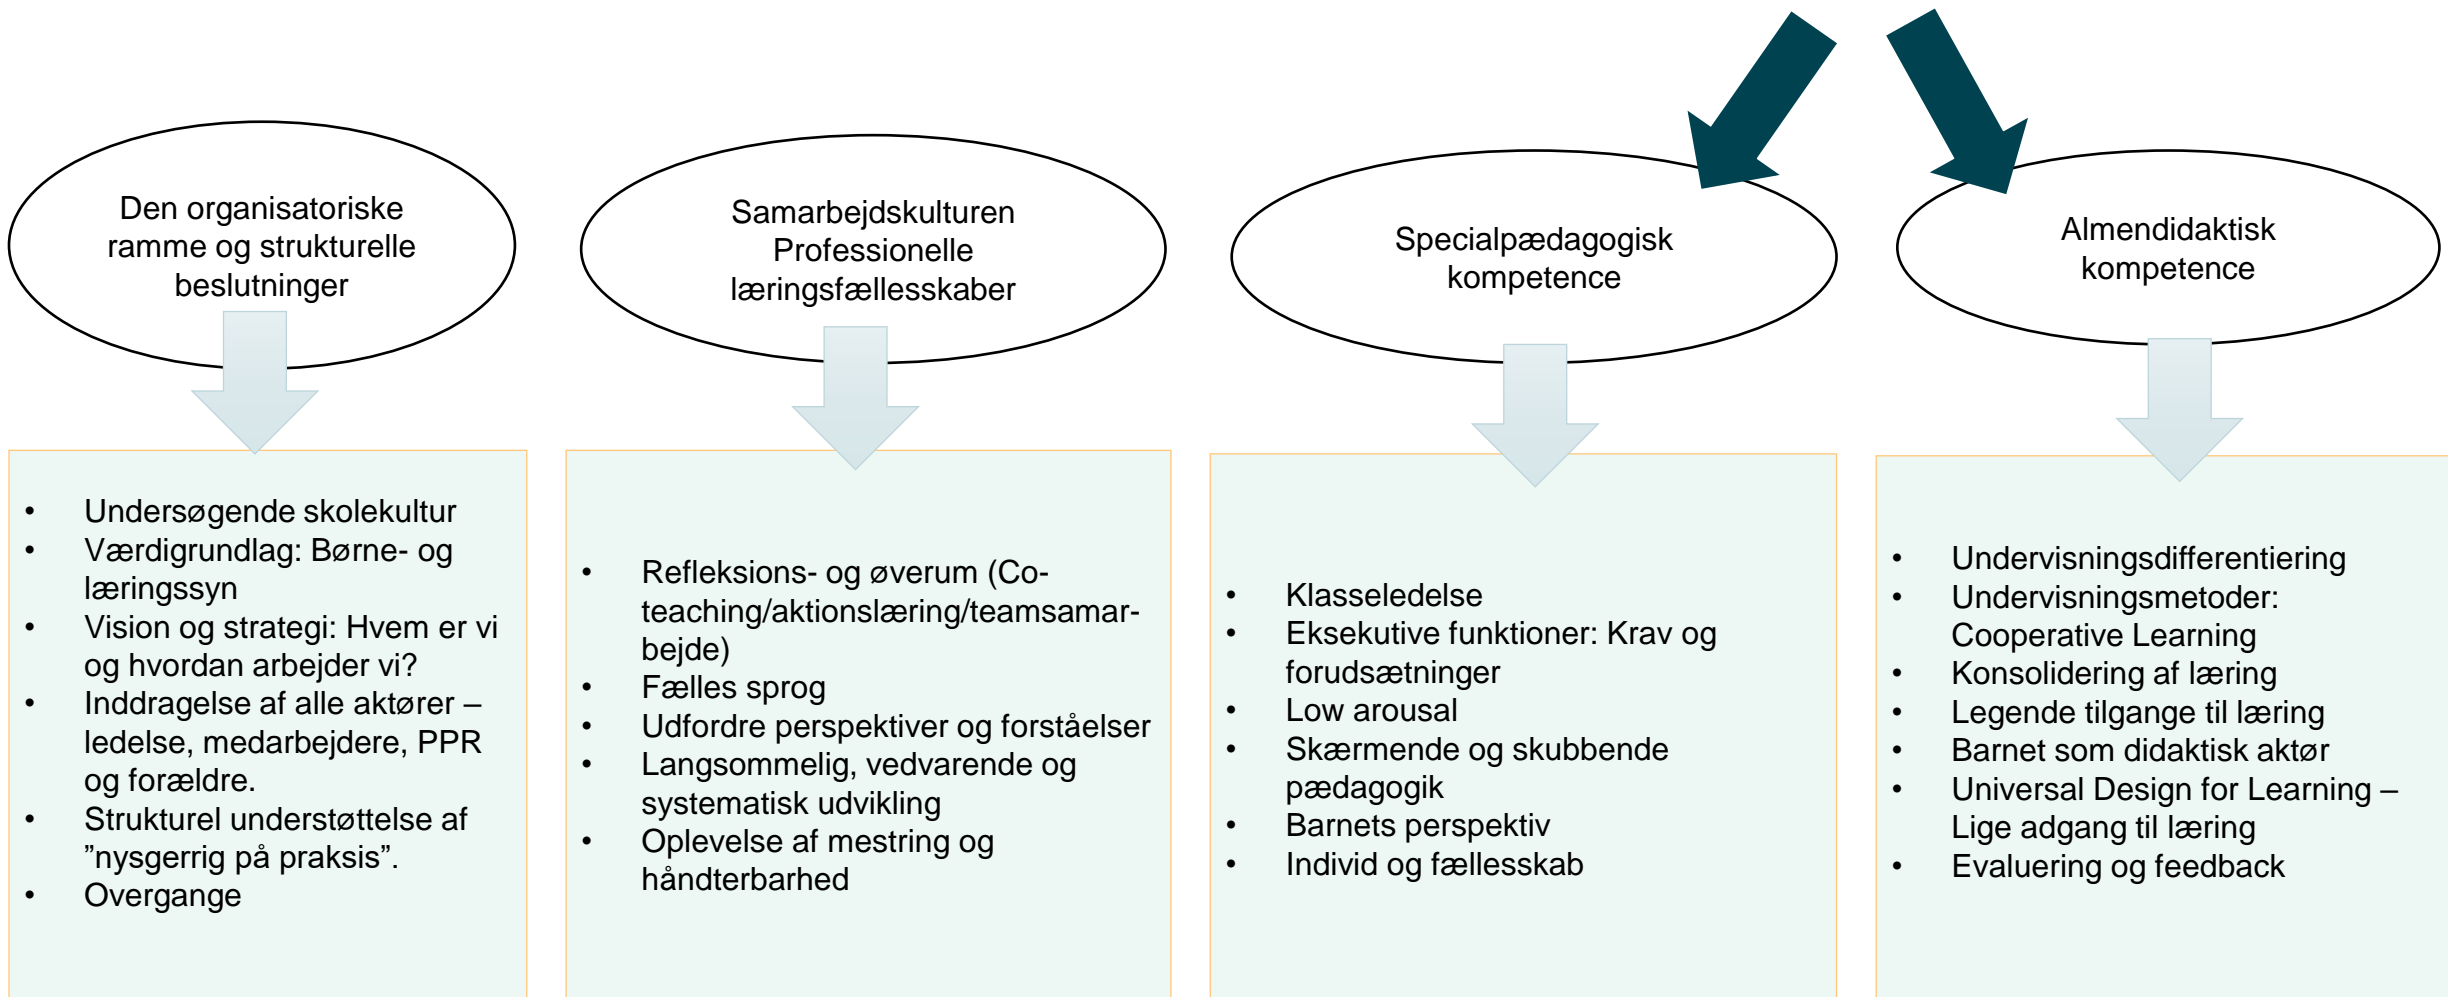 Den organisatoriske
ramme og strukturelle
beslutninger
Samarbejdskulturen
Professionelle
læringsfællesskaber
Specialpædagogisk
kompetence
Almendidaktisk
kompetence
• Undersøgende skolekultur
• Værdigrundlag: Børne- og
læringssyn
• Vision og strategi: Hvem er vi
og hvordan arbejder vi?
• Inddragelse af alle aktører –
ledelse, medarbejdere, PPR
og forældre.
• Strukturel understøttelse af
”nysgerrig på praksis”.
• Overgange
• Refleksions- og øverum (Co-
teaching/aktionslæring/teamsamar-
bejde)
• Fælles sprog
• Udfordre perspektiver og forståelser
• Langsommelig, vedvarende og
systematisk udvikling
• Oplevelse af mestring og
håndterbarhed
• Klasseledelse
• Eksekutive funktioner: Krav og
forudsætninger
• Low arousal
• Skærmende og skubbende
pædagogik
• Barnets perspektiv
• Individ og fællesskab
• Undervisningsdifferentiering
• Undervisningsmetoder:
Cooperative Learning
• Konsolidering af læring
• Legende tilgange til læring
• Barnet som didaktisk aktør
• Universal Design for Learning –
Lige adgang til læring
• Evaluering og feedback